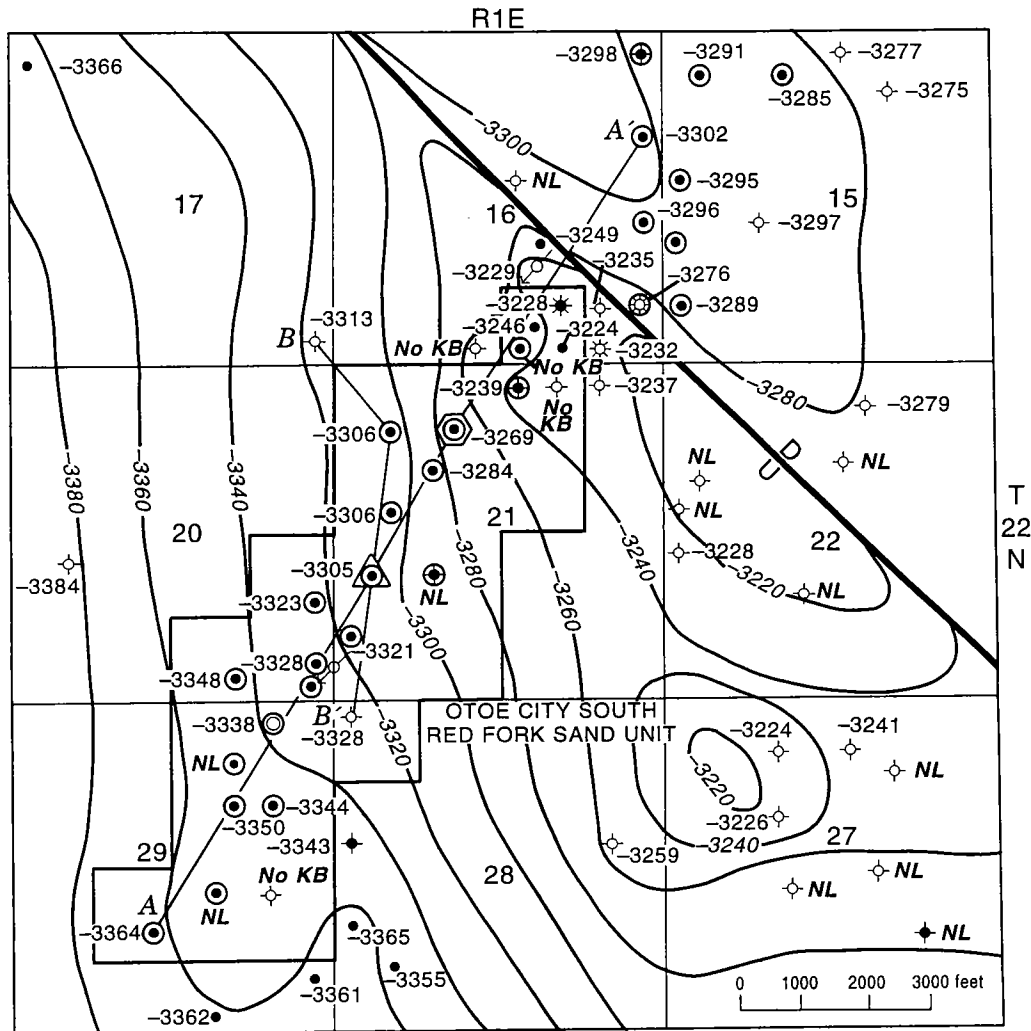 R1E
−3366
−3298
−3291
−3285
−3277
−3275
−3300
A′
−3302
NL
−3295
17
16
15
−3296
−3297
−3249
−3235
−3229
−3276
−3228
−3289
−3313
B
−3246
−3224
No KB
−3232
No KB
−3239
−3237
No
KB
−3280
−3279
−3306
−3269
−3284
D
U
NL
NL
−3380
−3360
−3340
−3306
21
NL
T
22
N
20
−3280
−3240
22
−3305
−3228
−3220
−3384
NL
NL
−3323
−3260
−3300
−3321
−3328
−3348
B′
OTOE CITY SOUTH
RED FORK SAND UNIT
−3338
−3328
−3320
−3224
−3241
NL
NL
−3220
−3344
−3350
−3226
−3343
−3240
27
−3259
29
No KB
28
NL
NL
A
NL
−3364
−3365
NL
−3355
−3361
−3362
0 1000 2000 3000 feet